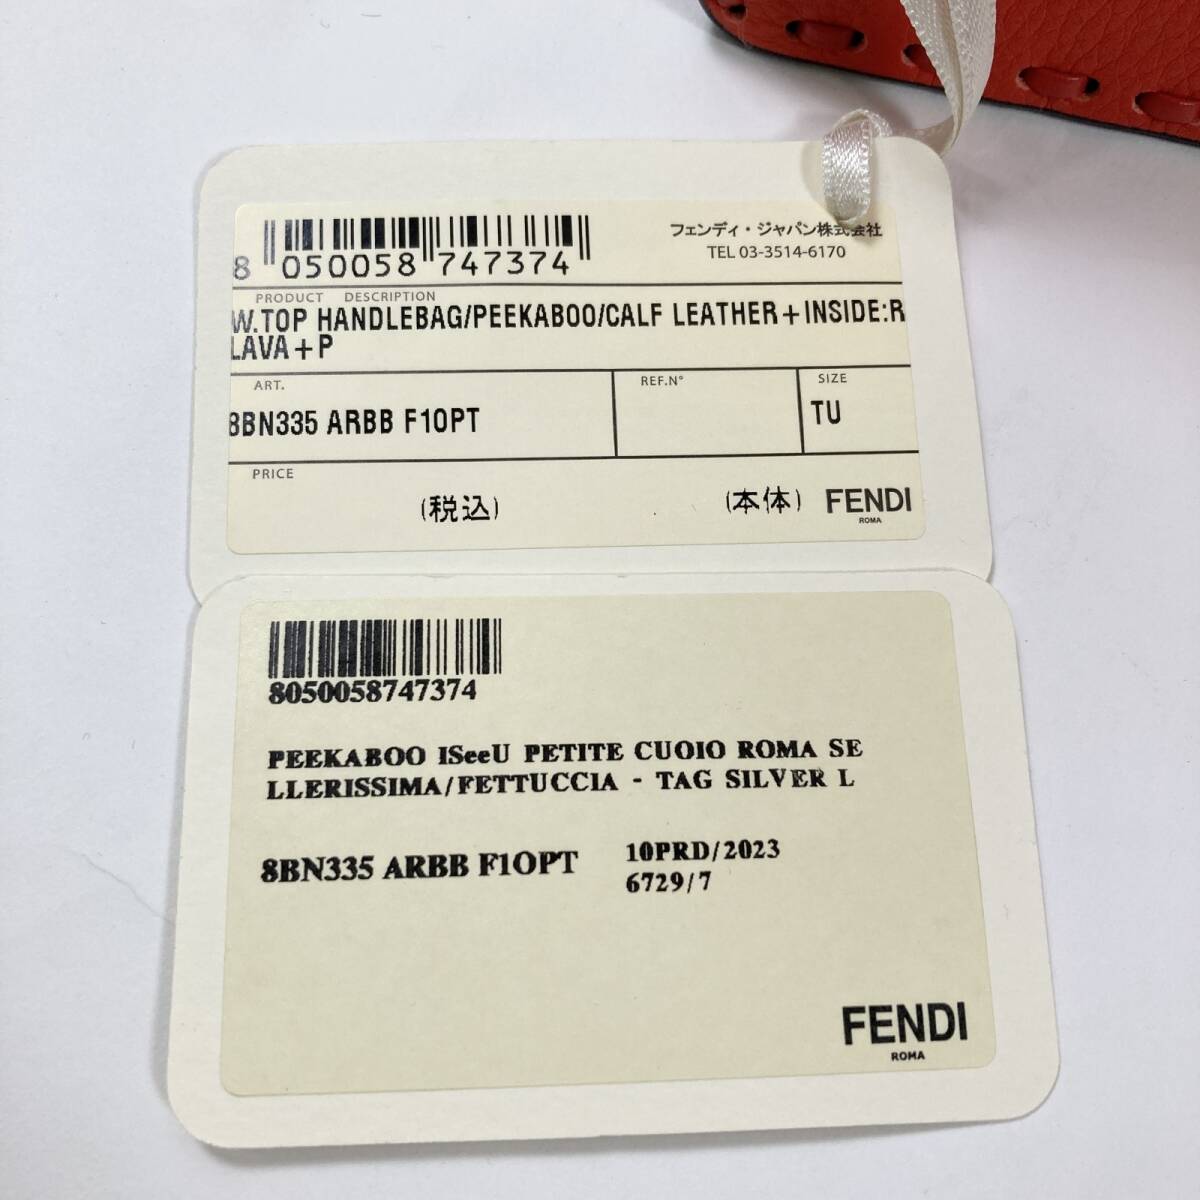 フェンディ・ジャパン株式会社
TEL 03-3514-6170
8 050058 747374
PRODUCT DESCRIPTION
W.TOP HANDLEBAG/PEEKABOO/CALF LEATHER+INSIDE:R
LAVA+P
ART. REF.N° SIZE
8BN335 ARBB F10PT TU
PRICE
(税込) (本体) FENDI
ROMA
8050058747374
PEEKABOO ISeeU PETITE CUOIO ROMA SE
LLERISSIMA/FETTUCCIA - TAG SILVER L
8BN335 ARBB F1OPT 10PRD/2023
6729/7
FENDI
ROMA